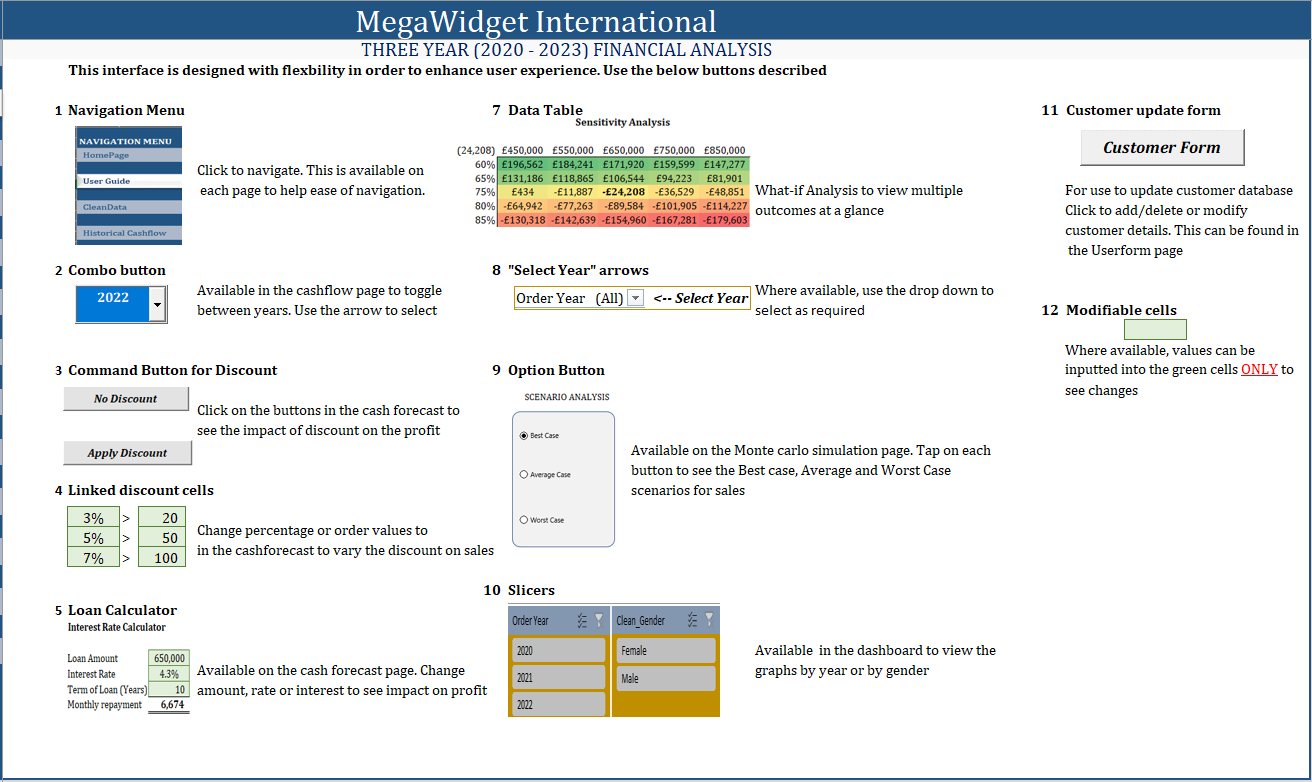 MegaWidget International
THREE YEAR (2020 - 2023) FINANCIAL ANALYSIS
This interface is designed with flexbility in order to enhance user experience. Use the below buttons described
1 Navigation Menu
NAVIGATION MENU
HomePage
User Guide
CleanData
Historical Cashflow
Click to navigate. This is available on
each page to help ease of navigation.
2 Combo button
2022
Available in the cashflow page to toggle
between years. Use the arrow to select
3 Command Button for Discount
No Discount
Apply Discount
Click on the buttons in the cash forecast to
see the impact of discount on the profit
4 Linked discount cells
3% > 20
5% > 50
7% > 100
Change percentage or order values to
in the cashforecast to vary the discount on sales
5 Loan Calculator
Interest Rate Calculator
Loan Amount 650,000
Interest Rate 4.3%
Term of Loan (Years) 10
Monthly repayment 6,674
Available on the cash forecast page. Change
amount, rate or interest to see impact on profit
7 Data Table
Sensitivity Analysis
(24,208) £450,000 £550,000 £650,000 £750,000 £850,000
60% £196,562 £184,241 £171,920 £159,599 £147,277
65% £131,186 £118,865 £106,544 £94,223 £81,901
75% £434 -£11,887 -£24,208 -£36,529 -£48,851
80% -£64,942 -£77,263 -£89,584 -£101,905 -£114,227
85% -£130,318 -£142,639 -£154,960 -£167,281 -£179,603
What-if Analysis to view multiple
outcomes at a glance
8 "Select Year" arrows
Order Year (All) <-- Select Year
Where available, use the drop down to
select as required
9 Option Button
SCENARIO ANALYSIS
Best Case
Average Case
Worst Case
Available on the Monte carlo simulation page. Tap on each
button to see the Best case, Average and Worst Case
scenarios for sales
10 Slicers
Order Year
2020
2021
2022
Clean_Gender
Female
Male
Available in the dashboard to view the
graphs by year or by gender
11 Customer update form
Customer Form
For use to update customer database
Click to add/delete or modify
customer details. This can be found in
the Userform page
12 Modifiable cells
Where available, values can be
inputted into the green cells ONLY to
see changes